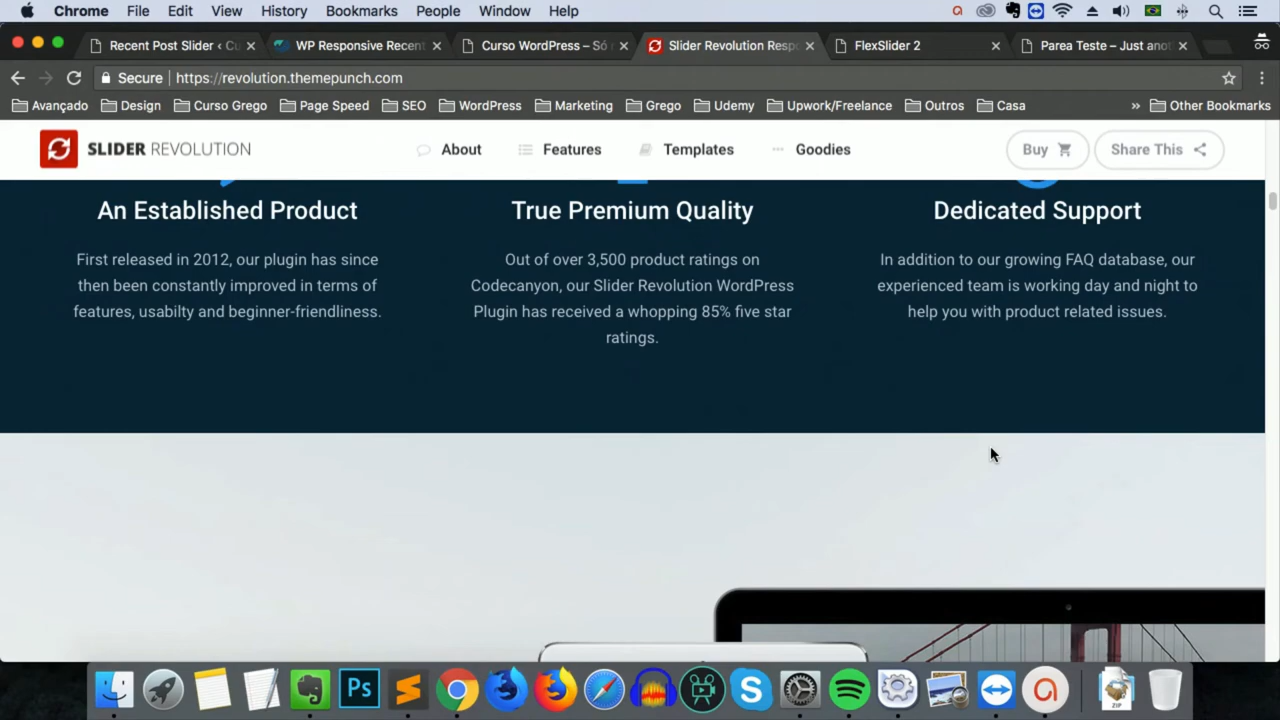 Chrome File Edit View History Bookmarks People Window Help
Recent Post Slider ‹ Cu
WP Responsive Recen
Curso WordPress – Só
Slider Revolution Resp
FlexSlider 2
Parea Teste – Just ano
Secure https://revolution.themepunch.com
Avançado Design Curso Grego Page Speed SEO WordPress Marketing Grego Udemy Upwork/Freelance Outros Casa » Other Bookmarks
SLIDER REVOLUTION About Features Templates Goodies Buy Share This
An Established Product
First released in 2012, our plugin has since
then been constantly improved in terms of
features, usabilty and beginner-friendliness.
True Premium Quality
Out of over 3,500 product ratings on
Codecanyon, our Slider Revolution WordPress
Plugin has received a whopping 85% five star
ratings.
Dedicated Support
In addition to our growing FAQ database, our
experienced team is working day and night to
help you with product related issues.
Ps
ZIP